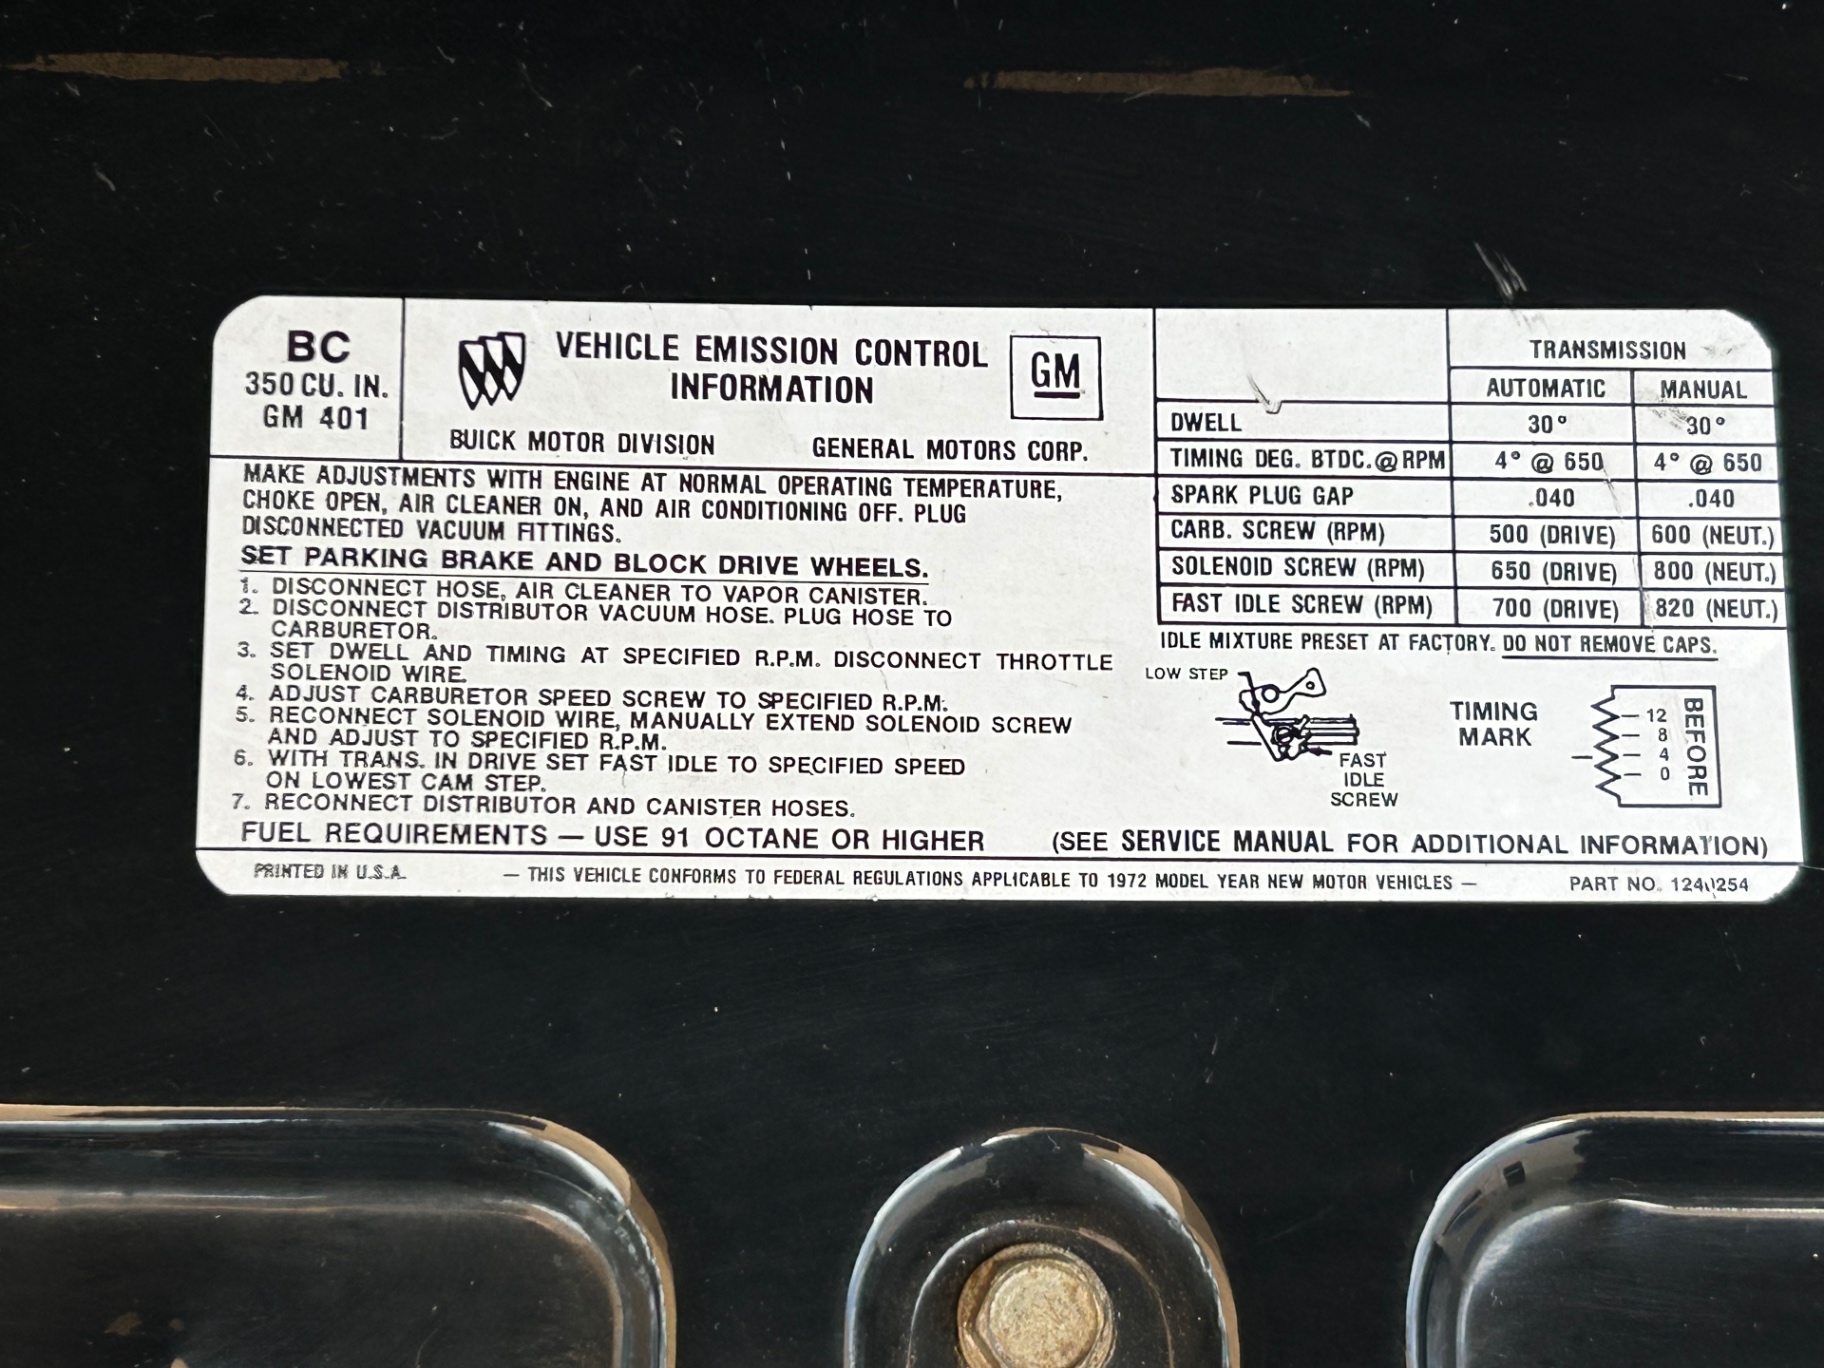 BC
350 CU. IN.
GM 401
VEHICLE EMISSION CONTROL
INFORMATION
GM
BUICK MOTOR DIVISION GENERAL MOTORS CORP.
MAKE ADJUSTMENTS WITH ENGINE AT NORMAL OPERATING TEMPERATURE,
CHOKE OPEN, AIR CLEANER ON, AND AIR CONDITIONING OFF. PLUG
DISCONNECTED VACUUM FITTINGS.
SET PARKING BRAKE AND BLOCK DRIVE WHEELS.
1. DISCONNECT HOSE, AIR CLEANER TO VAPOR CANISTER.
2. DISCONNECT DISTRIBUTOR VACUUM HOSE. PLUG HOSE TO
CARBURETOR.
3. SET DWELL AND TIMING AT SPECIFIED R.P.M. DISCONNECT THROTTLE
SOLENOID WIRE.
4. ADJUST CARBURETOR SPEED SCREW TO SPECIFIED R.P.M.
5. RECONNECT SOLENOID WIRE, MANUALLY EXTEND SOLENOID SCREW
AND ADJUST TO SPECIFIED R.P.M.
6. WITH TRANS. IN DRIVE SET FAST IDLE TO SPECIFIED SPEED
ON LOWEST CAM STEP.
7. RECONNECT DISTRIBUTOR AND CANISTER HOSES.
TRANSMISSION
AUTOMATIC MANUAL
DWELL 30° 30°
TIMING DEG. BTDC.@RPM 4° @ 650 4° @ 650
SPARK PLUG GAP .040 .040
CARB. SCREW (RPM) 500 (DRIVE) 600 (NEUT.)
SOLENOID SCREW (RPM) 650 (DRIVE) 800 (NEUT.)
FAST IDLE SCREW (RPM) 700 (DRIVE) 820 (NEUT.)
IDLE MIXTURE PRESET AT FACTORY. DO NOT REMOVE CAPS.
LOW STEP
FAST
IDLE
SCREW
TIMING
MARK
12
8
4
0
BEFORE
FUEL REQUIREMENTS — USE 91 OCTANE OR HIGHER (SEE SERVICE MANUAL FOR ADDITIONAL INFORMATION)
PRINTED IN U.S.A. — THIS VEHICLE CONFORMS TO FEDERAL REGULATIONS APPLICABLE TO 1972 MODEL YEAR NEW MOTOR VEHICLES — PART NO. 1240254